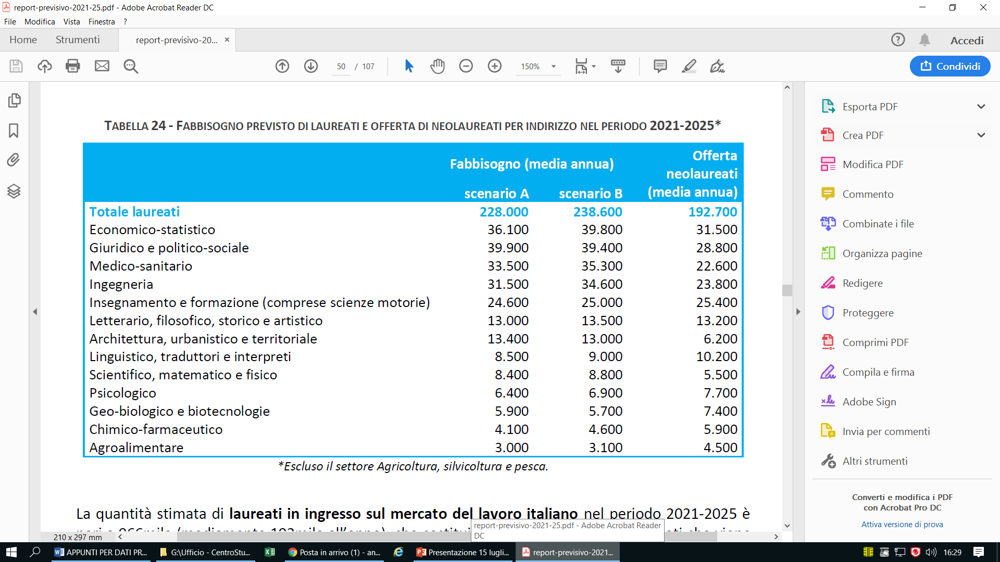 report-previsivo-2021-25.pdf - Adobe Acrobat Reader DC
File Modifica Vista Finestra ?
Home Strumenti report-previsivo-20... × Accedi
50 / 107 150% Condividi
TABELLA 24 - FABBISOGNO PREVISTO DI LAUREATI E OFFERTA DI NEOLAUREATI PER INDIRIZZO NEL PERIODO 2021-2025*
Fabbisogno (media annua) Offerta neolaureati (media annua)
scenario A scenario B
Totale laureati 228.000 238.600 192.700
Economico-statistico 36.100 39.800 31.500
Giuridico e politico-sociale 39.900 39.400 28.800
Medico-sanitario 33.500 35.300 22.600
Ingegneria 31.500 34.600 23.800
Insegnamento e formazione (comprese scienze motorie) 24.600 25.000 25.400
Letterario, filosofico, storico e artistico 13.000 13.500 13.200
Architettura, urbanistico e territoriale 13.400 13.000 6.200
Linguistico, traduttori e interpreti 8.500 9.000 10.200
Scientifico, matematico e fisico 8.400 8.800 5.500
Psicologico 6.400 6.900 7.700
Geo-biologico e biotecnologie 5.900 5.700 7.400
Chimico-farmaceutico 4.100 4.600 5.900
Agroalimentare 3.000 3.100 4.500
*Escluso il settore Agricoltura, silvicoltura e pesca.
La quantità stimata di laureati in ingresso sul mercato del lavoro italiano nel periodo 2021-2025 è
report-previsivo-2021-25.pdf - Adobe Acrobat Reader
DC
210 x 297 mm
Esporta PDF
Crea PDF
Modifica PDF
Commento
Combinate i file
Organizza pagine
Redigere
Proteggere
Comprimi PDF
Compila e firma
Adobe Sign
Invia per commenti
Altri strumenti
Converti e modifica i PDF
con Acrobat Pro DC
Attiva versione di prova
APPUNTI PER DATI PR... G:\Ufficio - CentroStu... Posta in arrivo (1) - an... Presentazione 15 lugli... report-previsivo-2021... 16:29